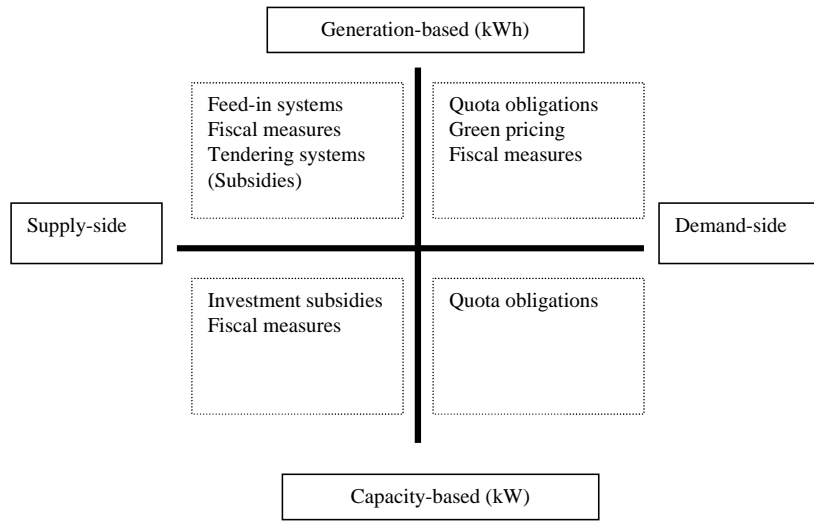 Generation-based (kWh)
Feed-in systems
Fiscal measures
Tendering systems
(Subsidies)
Quota obligations
Green pricing
Fiscal measures
Supply-side
Demand-side
Investment subsidies
Fiscal measures
Quota obligations
Capacity-based (kW)